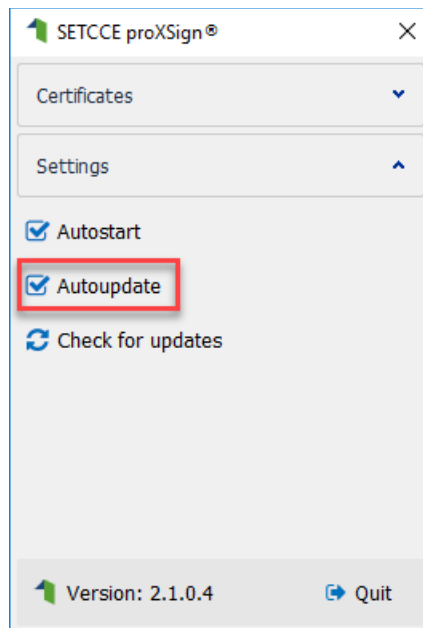 SETCCE proXSign®
Certificates
Settings
Autostart
Autoupdate
Check for updates
Version: 2.1.0.4 Quit